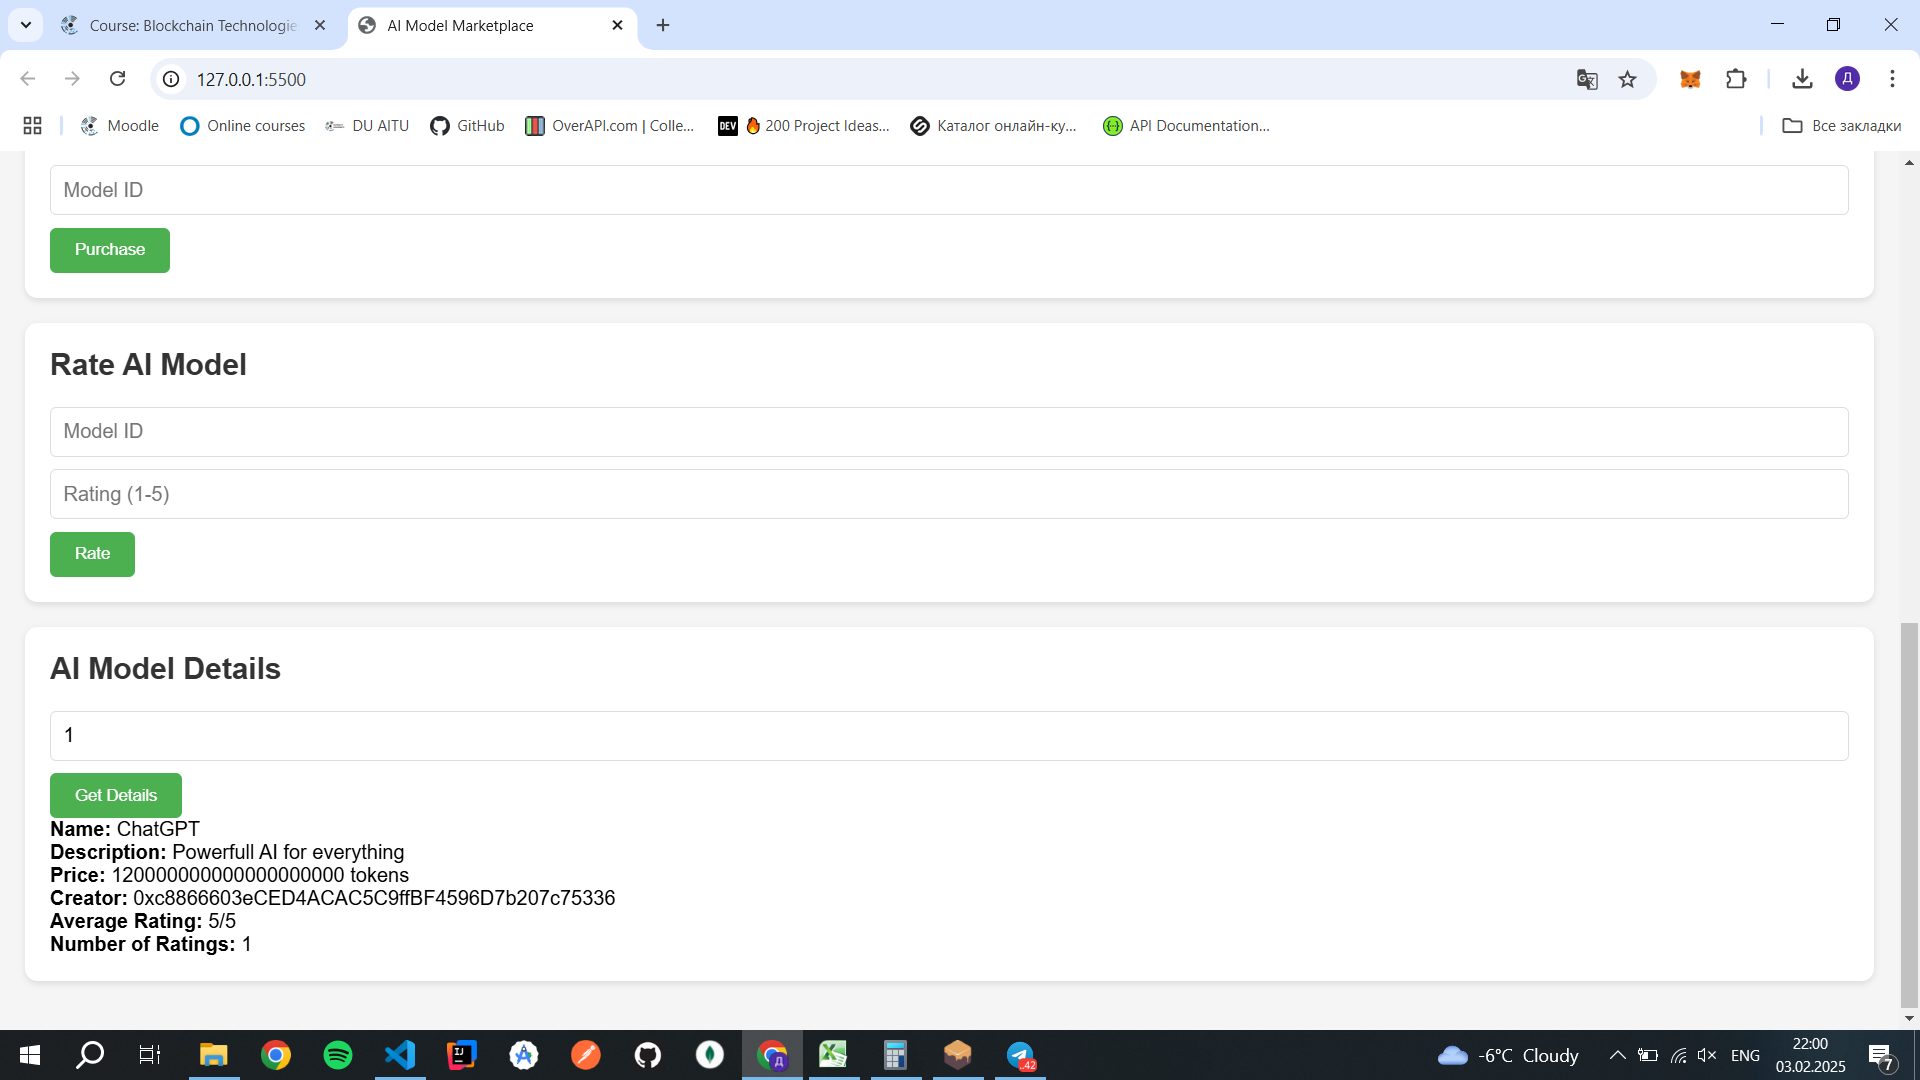 Course: Blockchain Technologie
AI Model Marketplace
127.0.0.1:5500
Д
Moodle
Online courses
DU AITU
GitHub
OverAPI.com | Colle...
DEV
200 Project Ideas...
Каталог онлайн-ку...
API Documentation...
Все закладки
Model ID
Purchase
Rate AI Model
Model ID
Rating (1-5)
Rate
AI Model Details
1
Get Details
Name: ChatGPT
Description: Powerfull AI for everything
Price: 120000000000000000000 tokens
Creator: 0xc8866603eCED4ACAC5C9ffBF4596D7b207c75336
Average Rating: 5/5
Number of Ratings: 1
-6°C Cloudy
ENG
22:00
03.02.2025
7